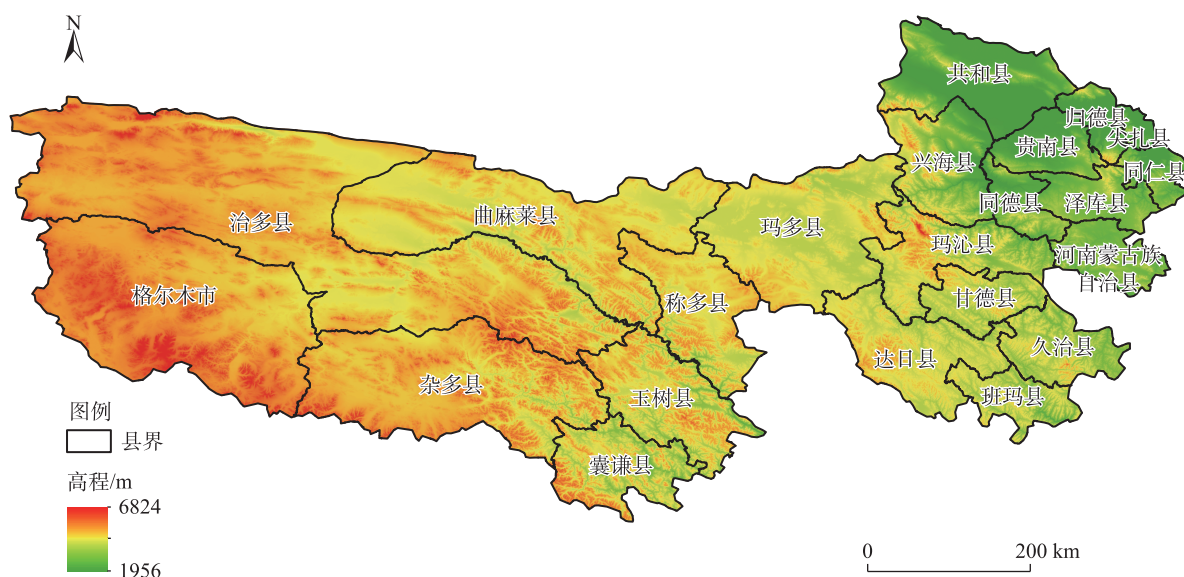 N
共和县
归德县
尖扎县
贵南县
兴海县
同仁县
同德县
泽库县
治多县
曲麻莱县
玛多县
玛沁县
河南蒙古族
自治县
格尔木市
称多县
甘德县
达日县
久治县
杂多县
玉树县
班玛县
囊谦县
图例
县界
高程/m
6824
1956
0
200 km